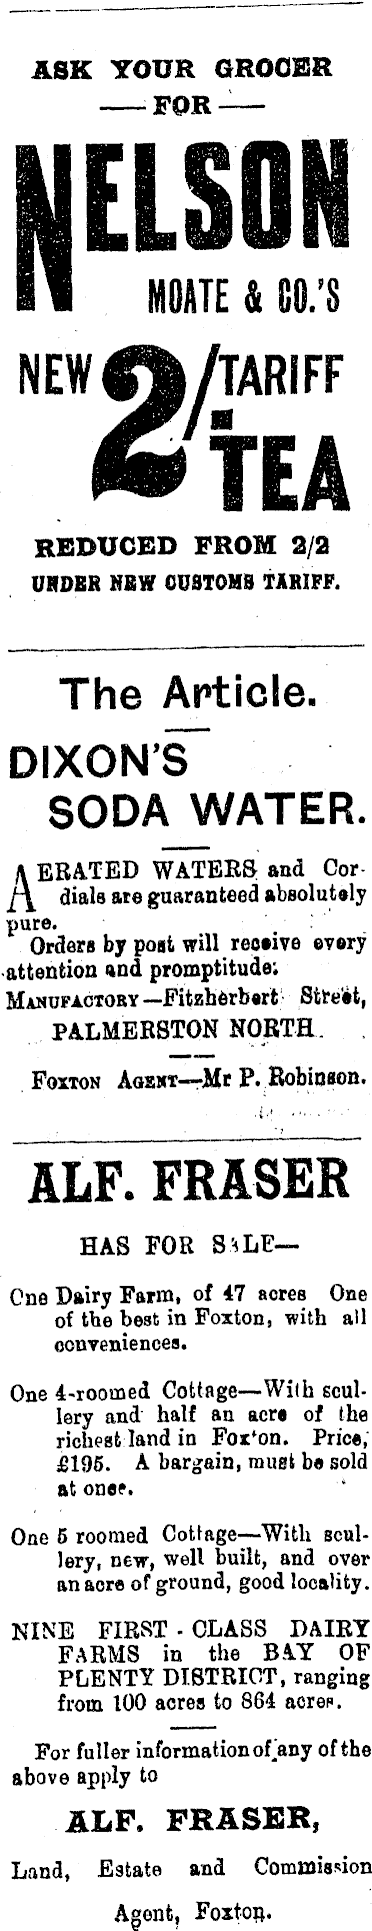 ASK YOUR GROCER
— FOR —
NELSON
MOATE & CO.'S
NEW 2/- TARIFF
TEA
REDUCED FROM 2/2
UNDER NEW CUSTOMS TARIFF.
The Article.
DIXON'S
SODA WATER.
AERATED WATERS and Cor-
dials are guaranteed absolutely
pure.
Orders by post will receive every
attention and promptitude:
MANUFACTORY—Fitzherbert Street,
PALMERSTON NORTH.
FOXTON AGENT—Mr P. Robinson.
ALF. FRASER
HAS FOR SALE—
One Dairy Farm, of 47 acres One
of the best in Foxton, with all
conveniences.
One 4-roomed Cottage—With scul-
lery and half an acre of the
richest land in Foxton. Price,
£195. A bargain, must be sold
at once.
One 5 roomed Cottage—With scul-
lery, new, well built, and over
an acre of ground, good locality.
NINE FIRST-CLASS DAIRY
FARMS in the BAY OF
PLENTY DISTRICT, ranging
from 100 acres to 864 acres.
For fuller information of any of the
above apply to
ALF. FRASER,
Land, Estate and Commission
Agent, Foxton.